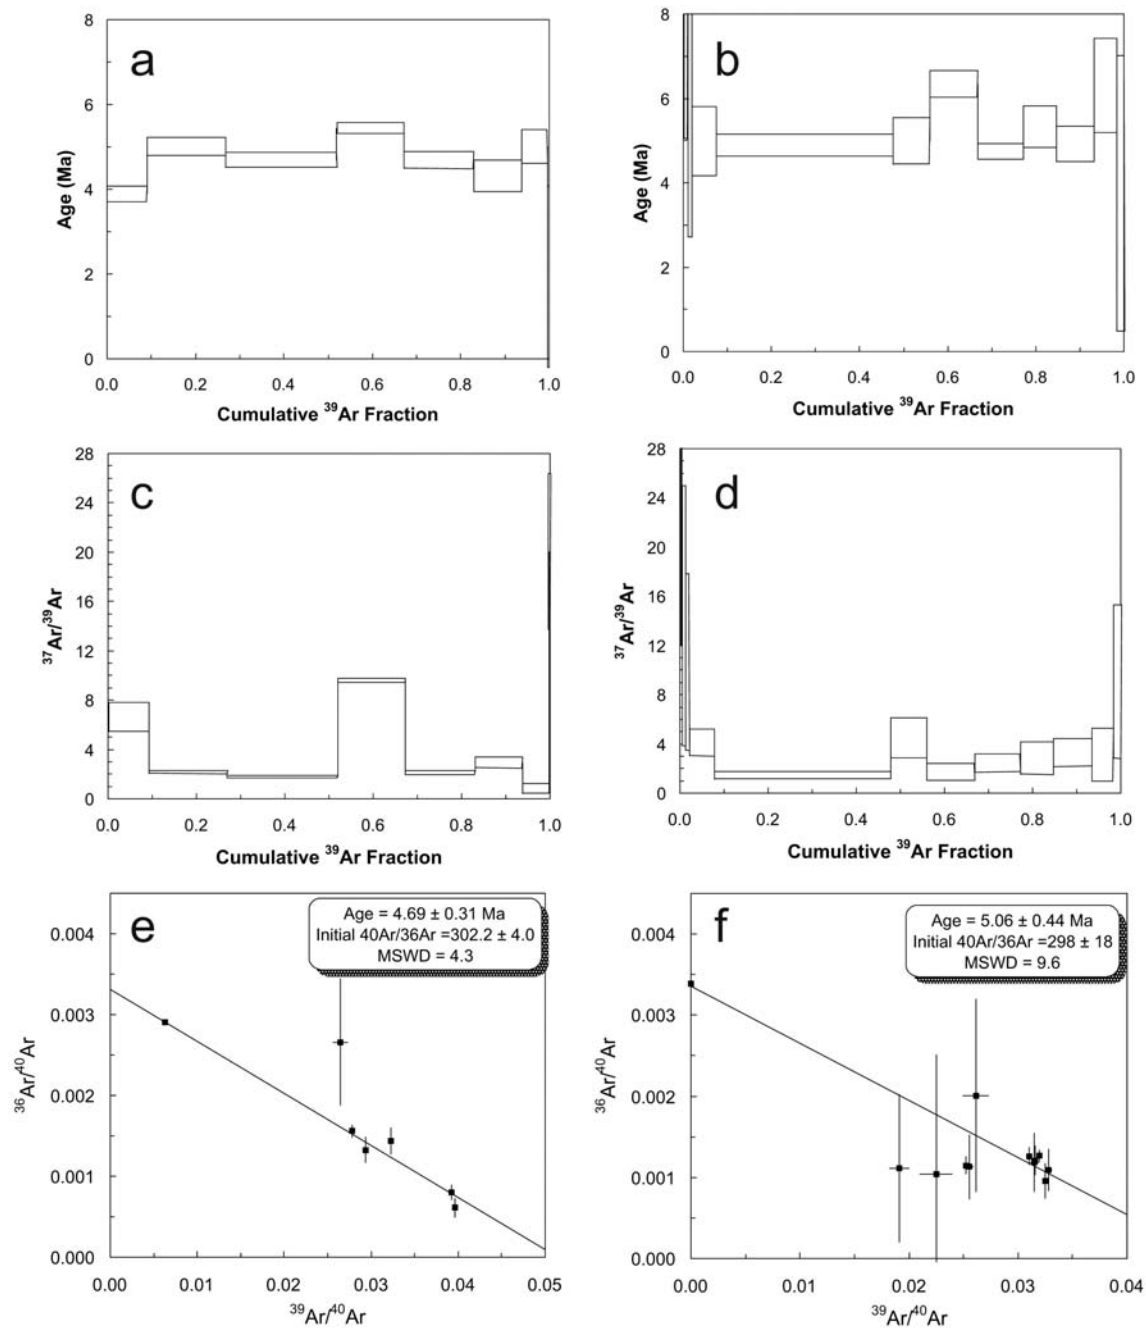 a
8
6
4
2
0
Age (Ma)
0.0 0.2 0.4 0.6 0.8 1.0
Cumulative ³⁹Ar Fraction
b
8
6
4
2
0
Age (Ma)
0.0 0.2 0.4 0.6 0.8 1.0
Cumulative ³⁹Ar Fraction
c
28
24
20
16
12
8
4
0
³⁷Ar/³⁹Ar
0.0 0.2 0.4 0.6 0.8 1.0
Cumulative ³⁹Ar Fraction
d
28
24
20
16
12
8
4
0
³⁷Ar/³⁹Ar
0.0 0.2 0.4 0.6 0.8 1.0
Cumulative ³⁹Ar Fraction
e
Age = 4.69 ± 0.31 Ma
Initial 40Ar/36Ar =302.2 ± 4.0
MSWD = 4.3
0.004
0.003
0.002
0.001
0.000
³⁶Ar/⁴⁰Ar
0.00 0.01 0.02 0.03 0.04 0.05
³⁹Ar/⁴⁰Ar
f
Age = 5.06 ± 0.44 Ma
Initial 40Ar/36Ar =298 ± 18
MSWD = 9.6
0.004
0.003
0.002
0.001
0.000
³⁶Ar/⁴⁰Ar
0.00 0.01 0.02 0.03 0.04
³⁹Ar/⁴⁰Ar